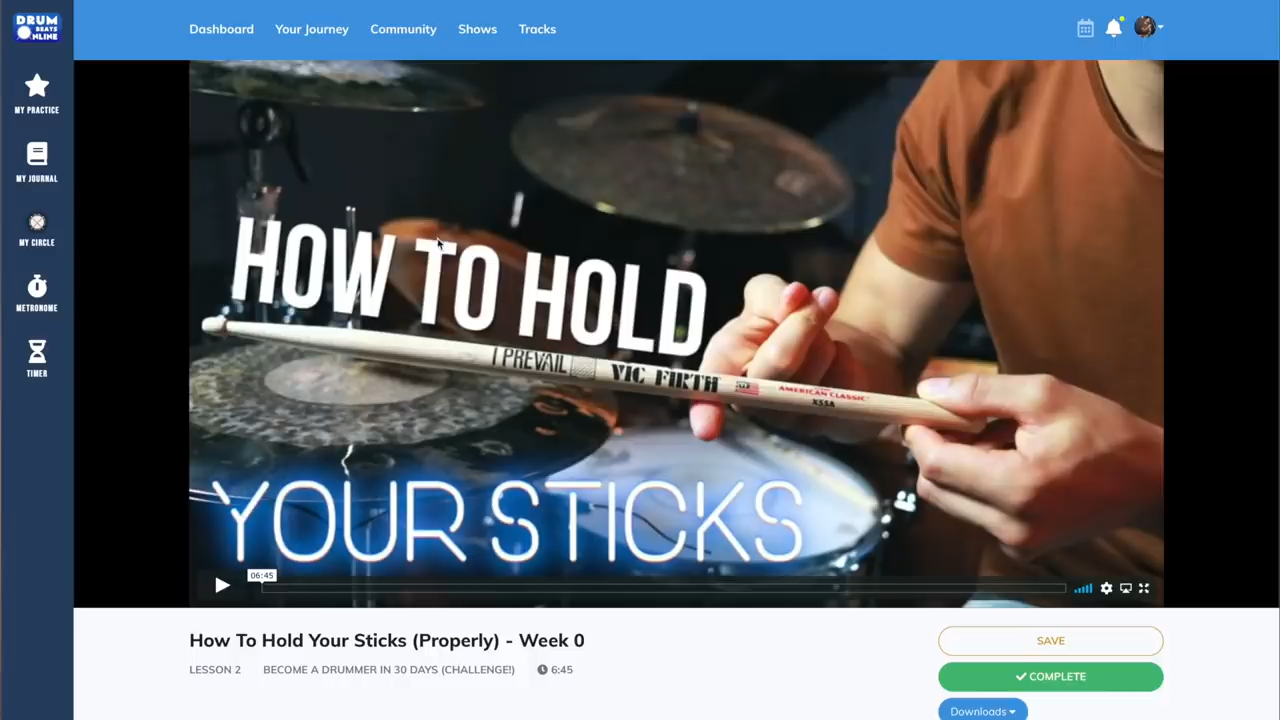 DRUM
BEATS
ONLINE
Dashboard
Your Journey
Community
Shows
Tracks
MY PRACTICE
MY JOURNAL
MY CIRCLE
METRONOME
TIMER
HOW TO HOLD
I PREVAIL
VIC FIRTH
AMERICAN CLASSIC
X55A
YOUR STICKS
06:45
How To Hold Your Sticks (Properly) - Week 0
LESSON 2
BECOME A DRUMMER IN 30 DAYS (CHALLENGE!)
6:45
SAVE
COMPLETE
Downloads